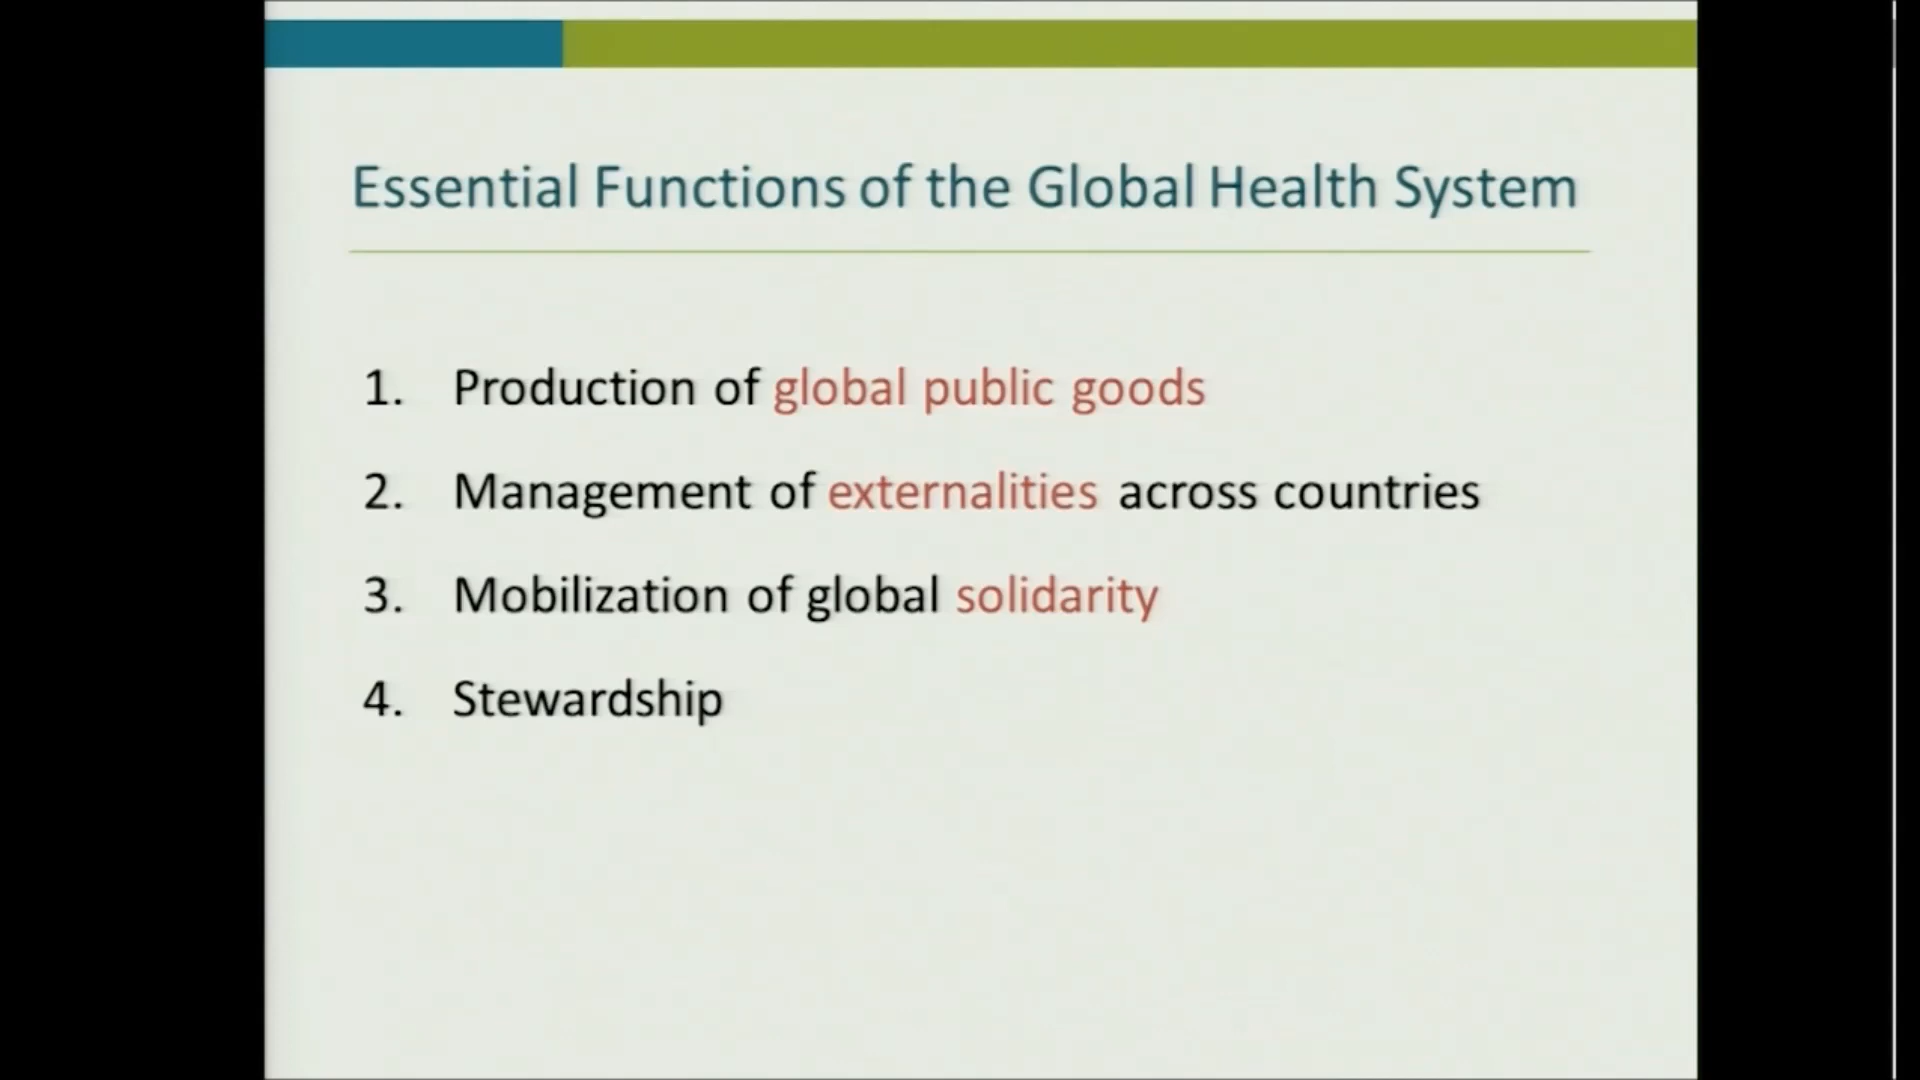 Essential Functions of the Global Health System
1. Production of global public goods
2. Management of externalities across countries
3. Mobilization of global solidarity
4. Stewardship